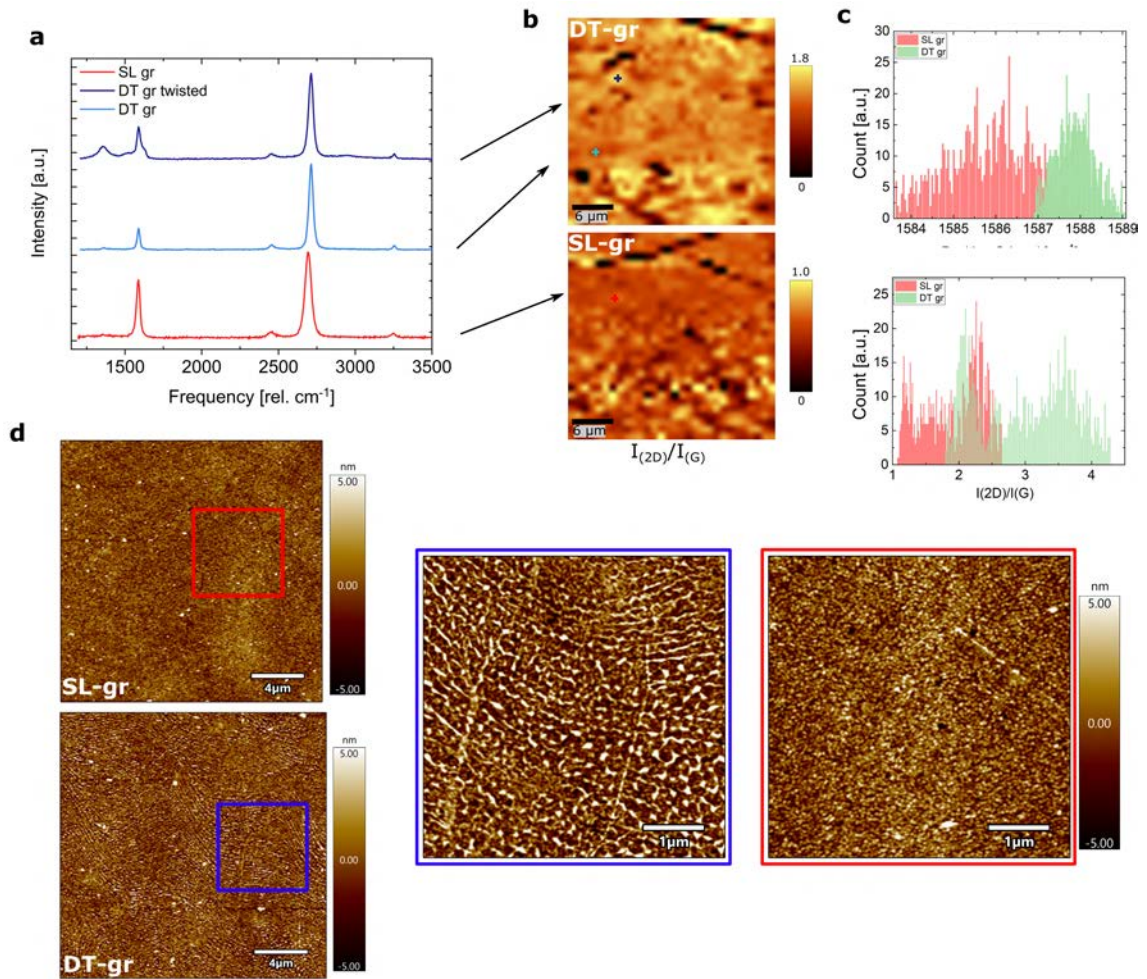 a
SL gr
DT gr twisted
DT gr
Intensity [a.u.]
1500 2000 2500 3000 3500
Frequency [rel. cm⁻¹]
b
DT-gr
6 µm
1.8
0
SL-gr
6 µm
1.0
0
I(2D)/I(G)
c
SL gr
DT gr
Count [a.u.]
30
25
20
15
10
5
0
1584 1585 1586 1587 1588 1589
SL gr
DT gr
Count [a.u.]
25
20
15
10
5
0
1 2 3 4
I(2D)/I(G)
d
SL-gr
4µm
nm
5.00
0.00
-5.00
DT-gr
4µm
nm
5.00
0.00
-5.00
1µm
1µm
nm
5.00
0.00
-5.00